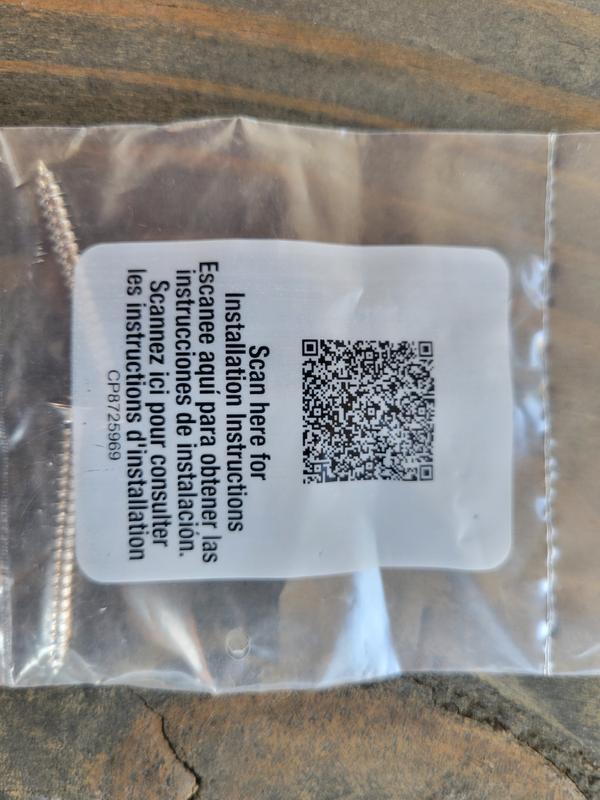 Scan here for
Installation Instructions
Escanee aquí para obtener las
instrucciones de instalación.
Scannez ici pour consulter
les instructions d'installation
CP8725969